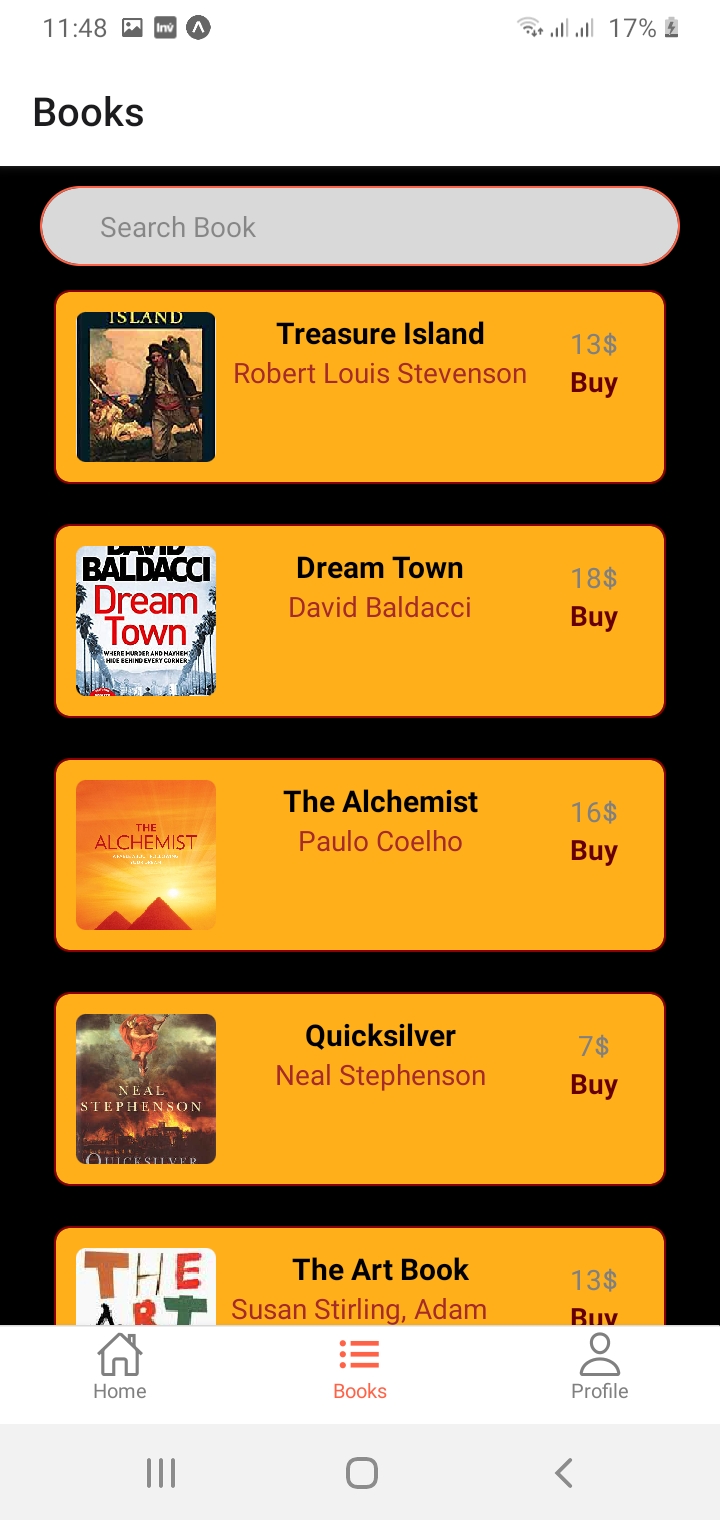 11:48
inv
17%
Books
Search Book
ISLAND
Treasure Island
Robert Louis Stevenson
13$
Buy
DAVID
BALDACCI
Dream
Town
WHERE MURDER AND MAYHEM
HIDE BEHIND EVERY CORNER
Dream Town
David Baldacci
18$
Buy
THE
ALCHEMIST
The Alchemist
Paulo Coelho
16$
Buy
NEAL
STEPHENSON
QUICKSILVER
Quicksilver
Neal Stephenson
7$
Buy
THE
ART
The Art Book
Susan Stirling, Adam
13$
Buy
Home
Books
Profile